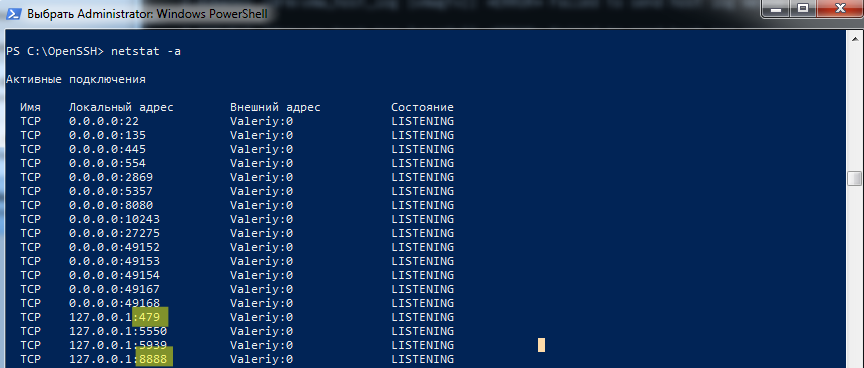 Выбрать Administrator: Windows PowerShell
PS C:\OpenSSH> netstat -a
Активные подключения
Имя Локальный адрес Внешний адрес Состояние
TCP 0.0.0.0:22 Valeriy:0 LISTENING
TCP 0.0.0.0:135 Valeriy:0 LISTENING
TCP 0.0.0.0:445 Valeriy:0 LISTENING
TCP 0.0.0.0:554 Valeriy:0 LISTENING
TCP 0.0.0.0:2869 Valeriy:0 LISTENING
TCP 0.0.0.0:5357 Valeriy:0 LISTENING
TCP 0.0.0.0:8080 Valeriy:0 LISTENING
TCP 0.0.0.0:10243 Valeriy:0 LISTENING
TCP 0.0.0.0:27275 Valeriy:0 LISTENING
TCP 0.0.0.0:49152 Valeriy:0 LISTENING
TCP 0.0.0.0:49153 Valeriy:0 LISTENING
TCP 0.0.0.0:49154 Valeriy:0 LISTENING
TCP 0.0.0.0:49167 Valeriy:0 LISTENING
TCP 0.0.0.0:49168 Valeriy:0 LISTENING
TCP 127.0.0.1:479 Valeriy:0 LISTENING
TCP 127.0.0.1:5550 Valeriy:0 LISTENING
TCP 127.0.0.1:5939 Valeriy:0 LISTENING
TCP 127.0.0.1:8888 Valeriy:0 LISTENING